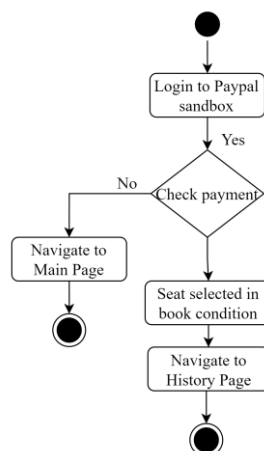 Login to Paypal
sandbox
Yes
No
Check payment
Navigate to
Main Page
Seat selected in
book condition
Navigate to
History Page